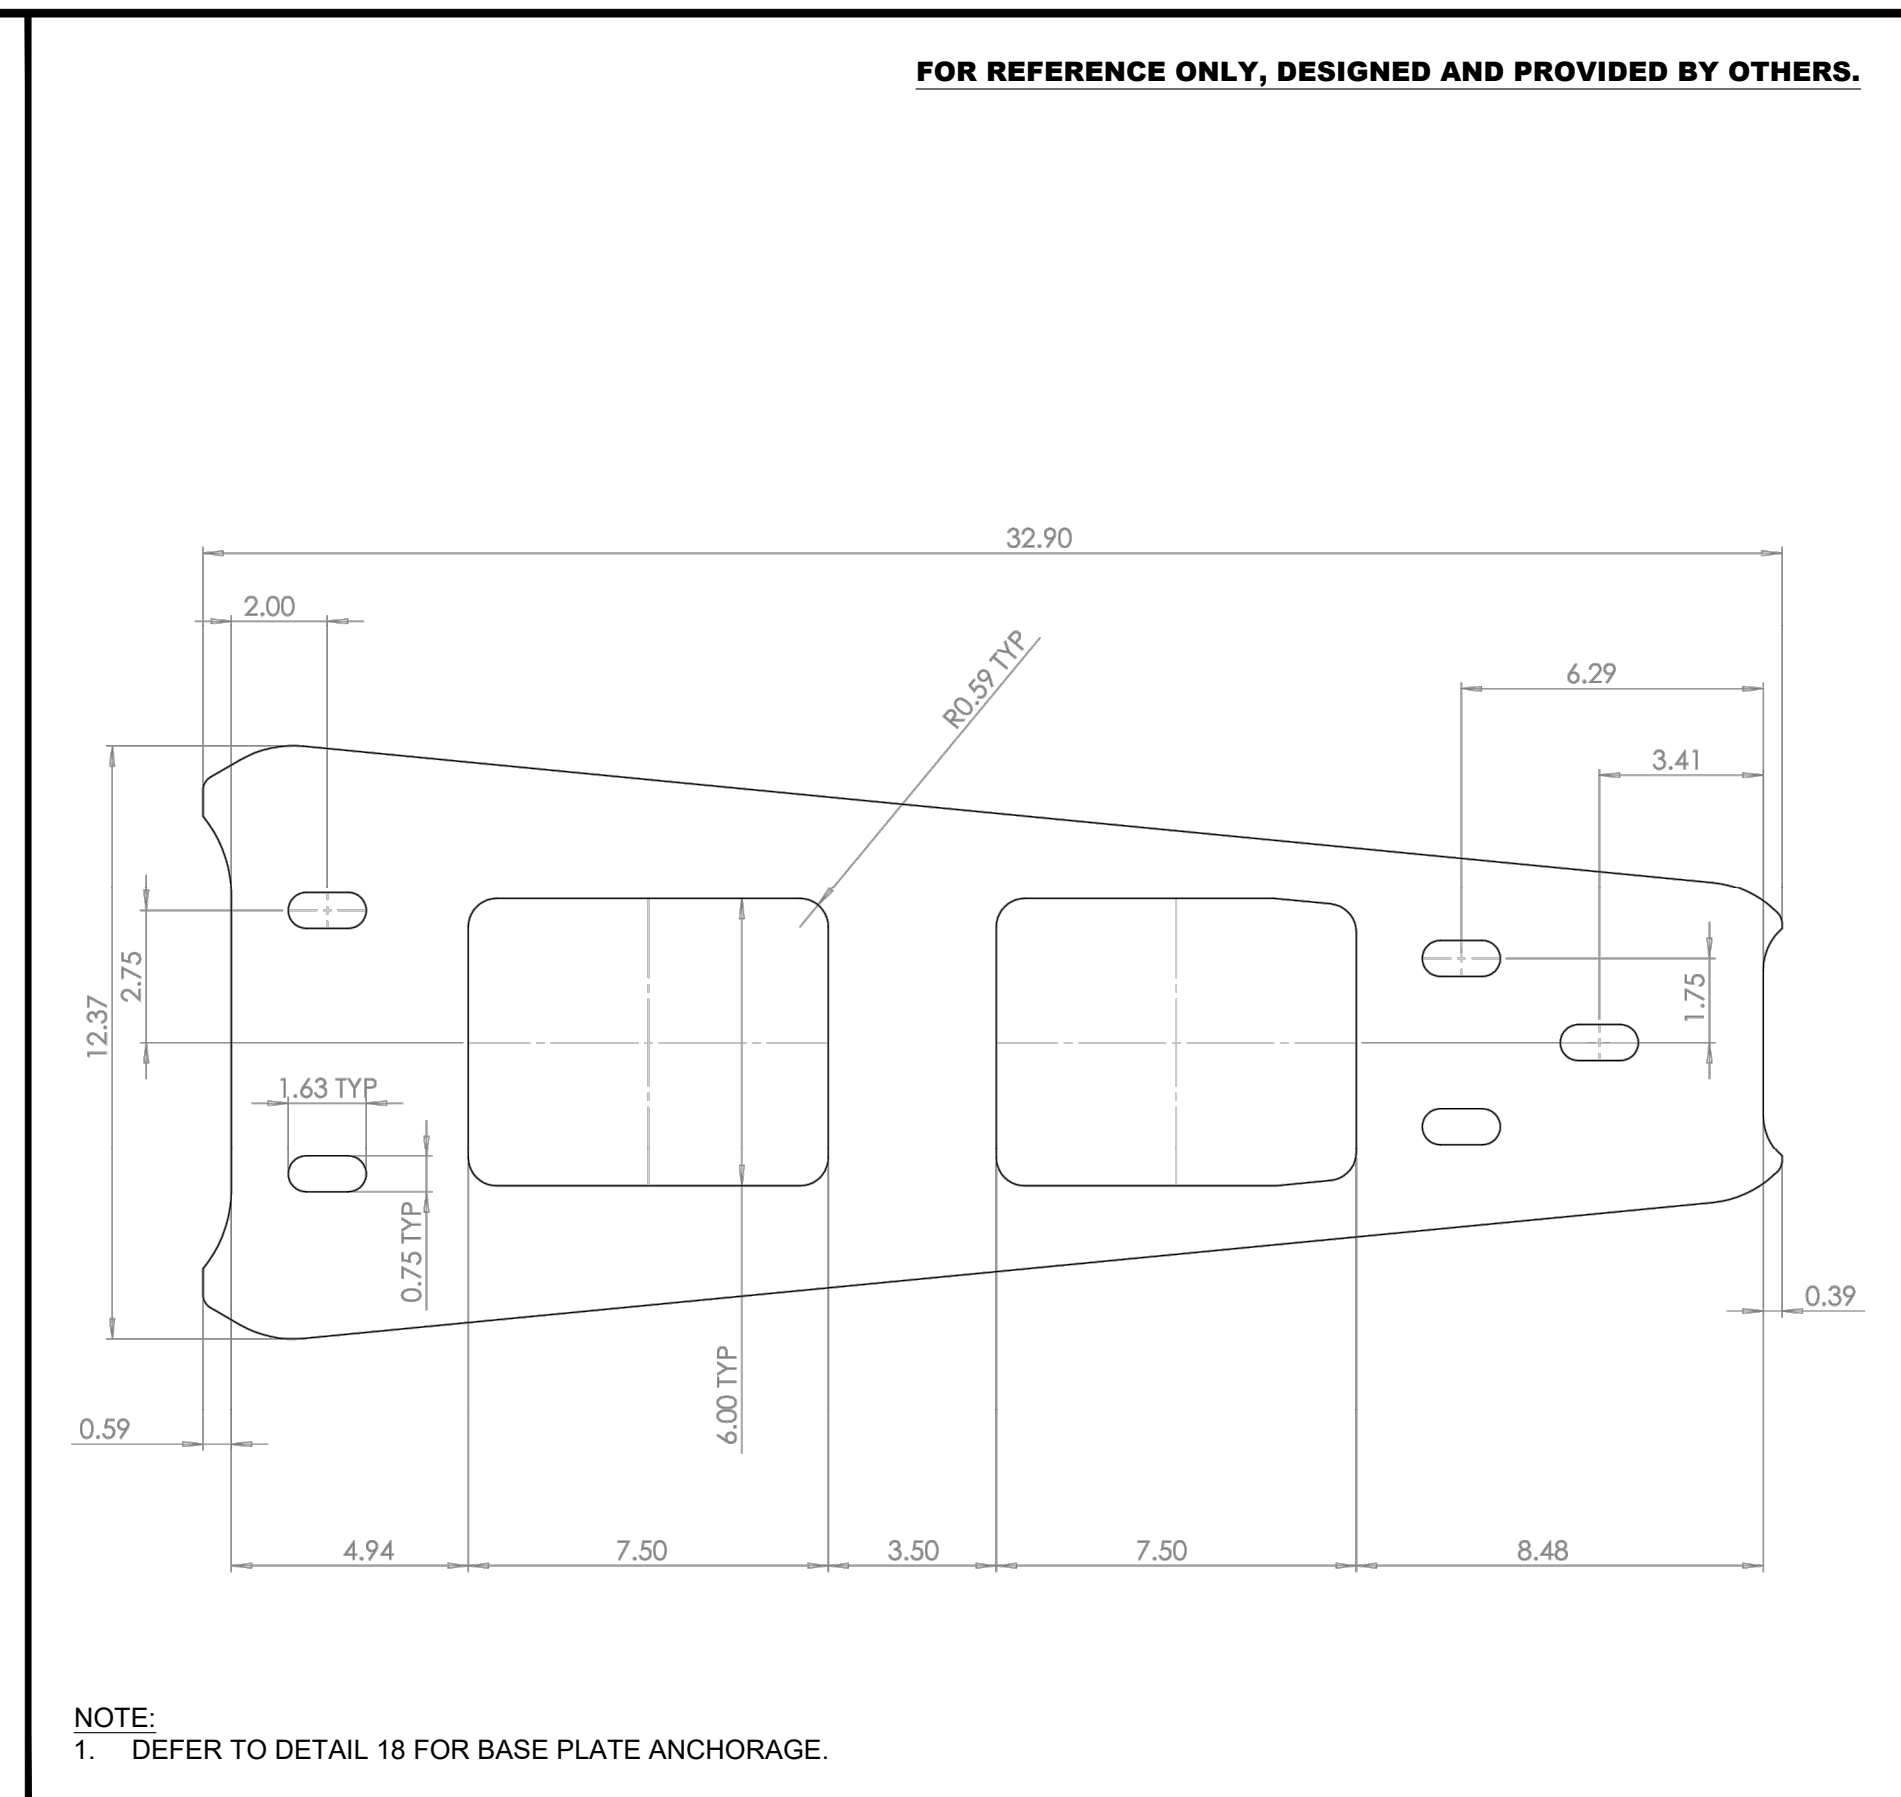 FOR REFERENCE ONLY, DESIGNED AND PROVIDED BY OTHERS.
32.90
2.00
R0.59 TYP
6.29
3.41
2.75
12.37
1.75
1.63 TYP
0.75 TYP
0.39
6.00 TYP
0.59
4.94
7.50
3.50
7.50
8.48
NOTE:
1. DEFER TO DETAIL 18 FOR BASE PLATE ANCHORAGE.